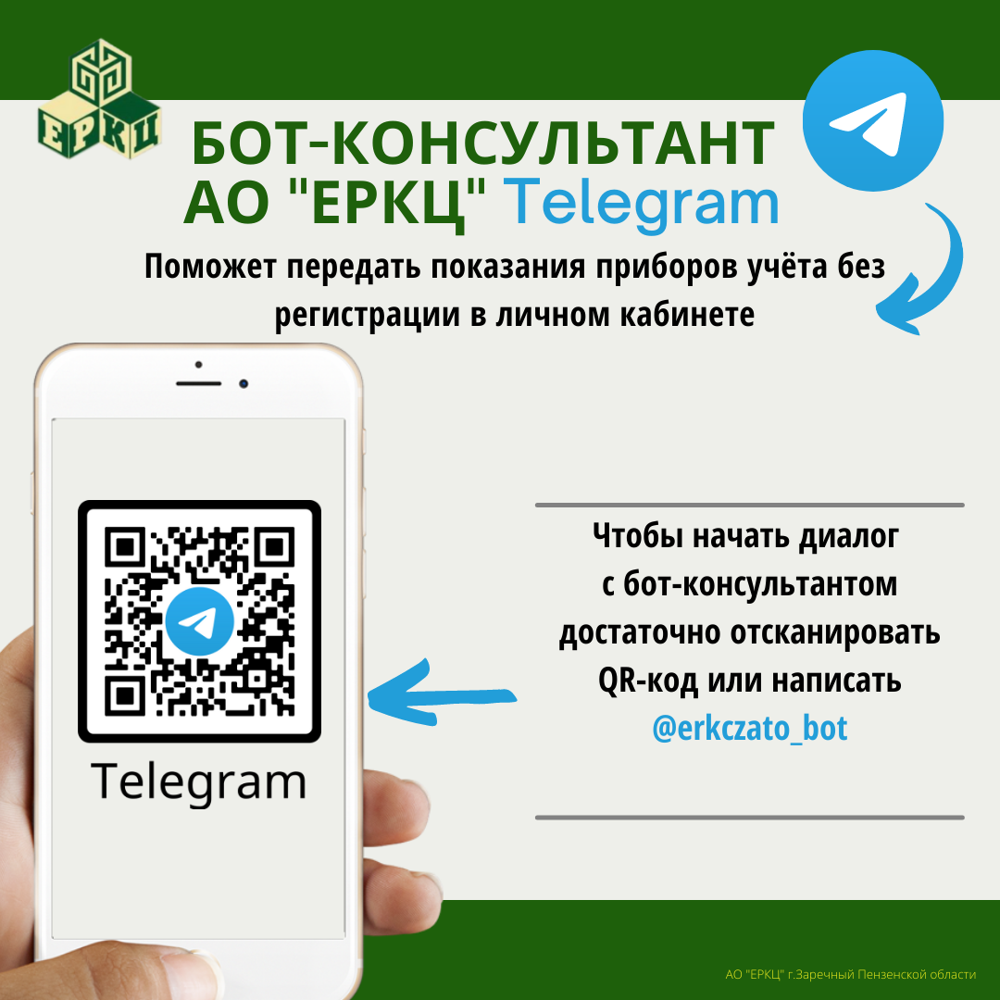 ЕРКЦ
БОТ-КОНСУЛЬТАНТ
АО "ЕРКЦ" Telegram
Поможет передать показания приборов учёта без
регистрации в личном кабинете
Чтобы начать диалог
с бот-консультантом
достаточно отсканировать
QR-код или написать
@erkczato_bot
Telegram
АО "ЕРКЦ" г.Заречный Пензенской области